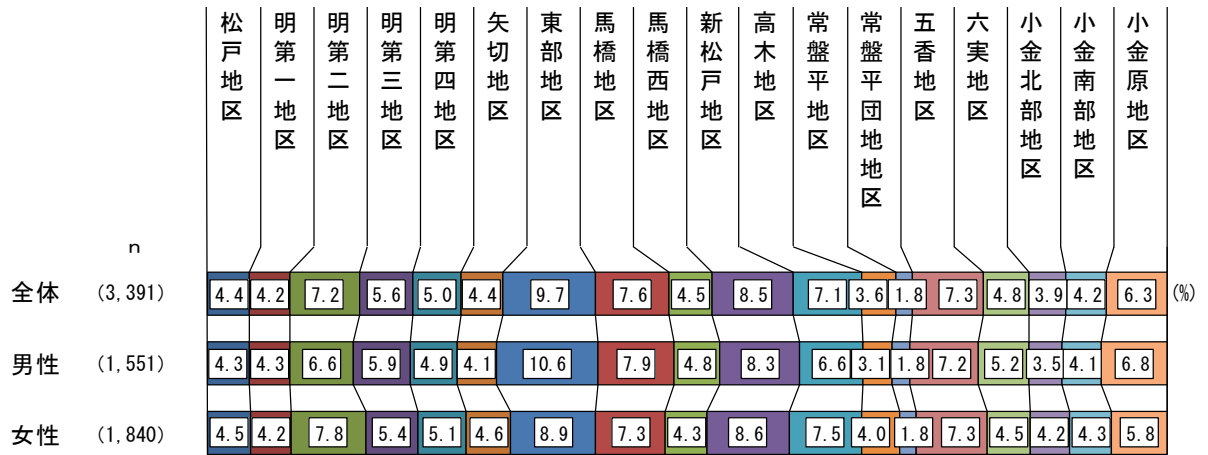 松戸地区
明第一地区
明第二地区
明第三地区
明第四地区
矢切地区
東部地区
馬橋地区
馬橋西地区
新松戸地区
高木地区
常盤平地区
常盤平団地地区
五香地区
六実地区
小金北部地区
小金南部地区
小金原地区
n
全体 (3,391) 4.4 4.2 7.2 5.6 5.0 4.4 9.7 7.6 4.5 8.5 7.1 3.6 1.8 7.3 4.8 3.9 4.2 6.3 (%)
男性 (1,551) 4.3 4.3 6.6 5.9 4.9 4.1 10.6 7.9 4.8 8.3 6.6 3.1 1.8 7.2 5.2 3.5 4.1 6.8
女性 (1,840) 4.5 4.2 7.8 5.4 5.1 4.6 8.9 7.3 4.3 8.6 7.5 4.0 1.8 7.3 4.5 4.2 4.3 5.8